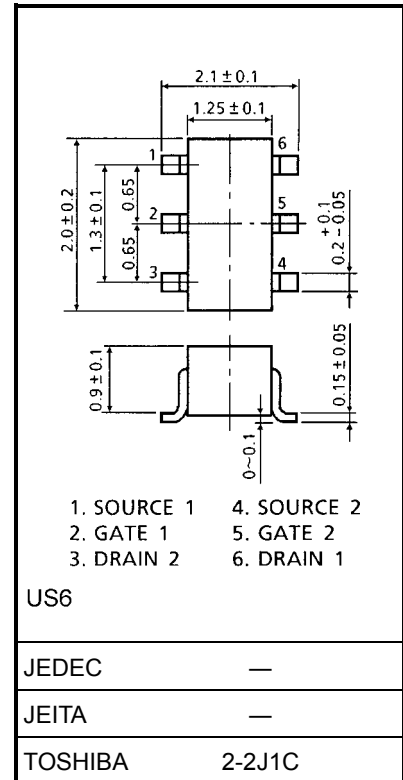 2.1±0.1
1.25±0.1
1 6
2.0±0.2
1.3±0.1
0.65
2 5
0.65
3 4
+0.1
0.2-0.05
0.9±0.1
0.15±0.05
0~0.1
1. SOURCE 1 4. SOURCE 2
2. GATE 1 5. GATE 2
3. DRAIN 2 6. DRAIN 1
US6
JEDEC —
JEITA —
TOSHIBA 2-2J1C